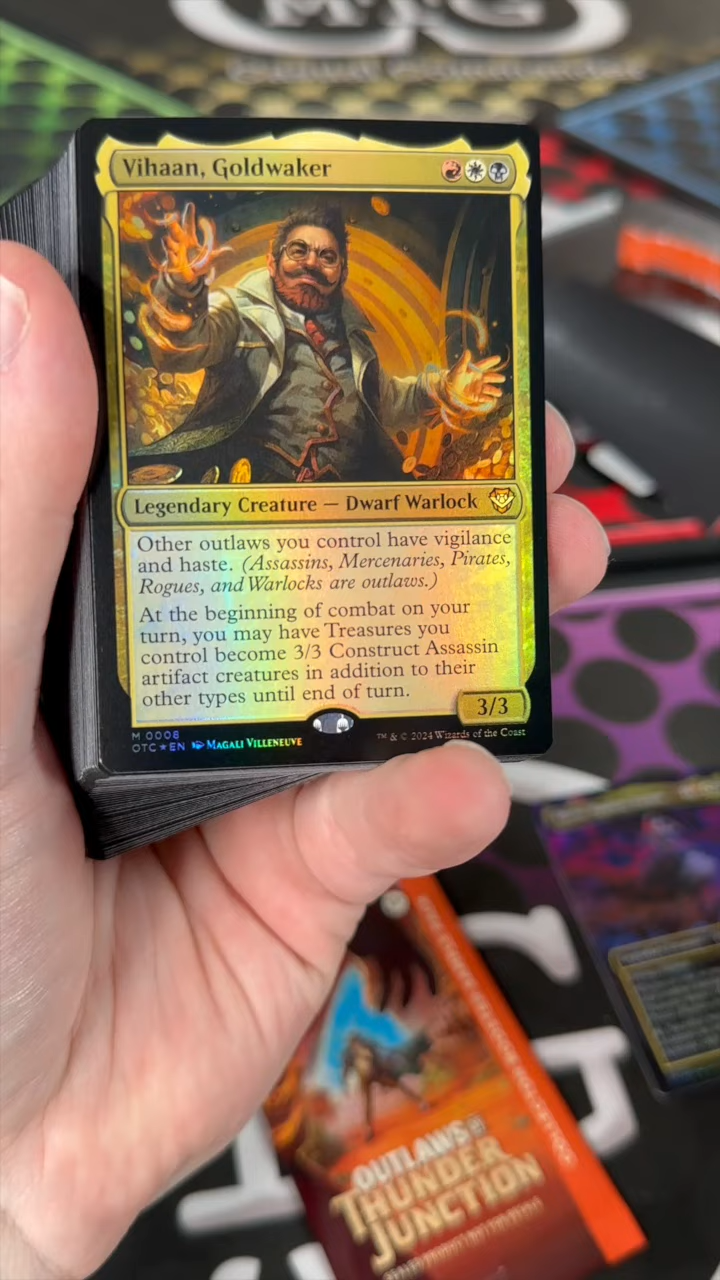 Vihaan, Goldwaker
Legendary Creature — Dwarf Warlock
Other outlaws you control have vigilance
and haste. (Assassins, Mercenaries, Pirates,
Rogues, and Warlocks are outlaws.)
At the beginning of combat on your
turn, you may have Treasures you
control become 3/3 Construct Assassin
artifact creatures in addition to their
other types until end of turn.
3/3
M 0008
OTC★EN MAGALI VILLENEUVE
™ & © 2024 Wizards of the Coast
OUTLAWS OF
THUNDER
JUNCTION